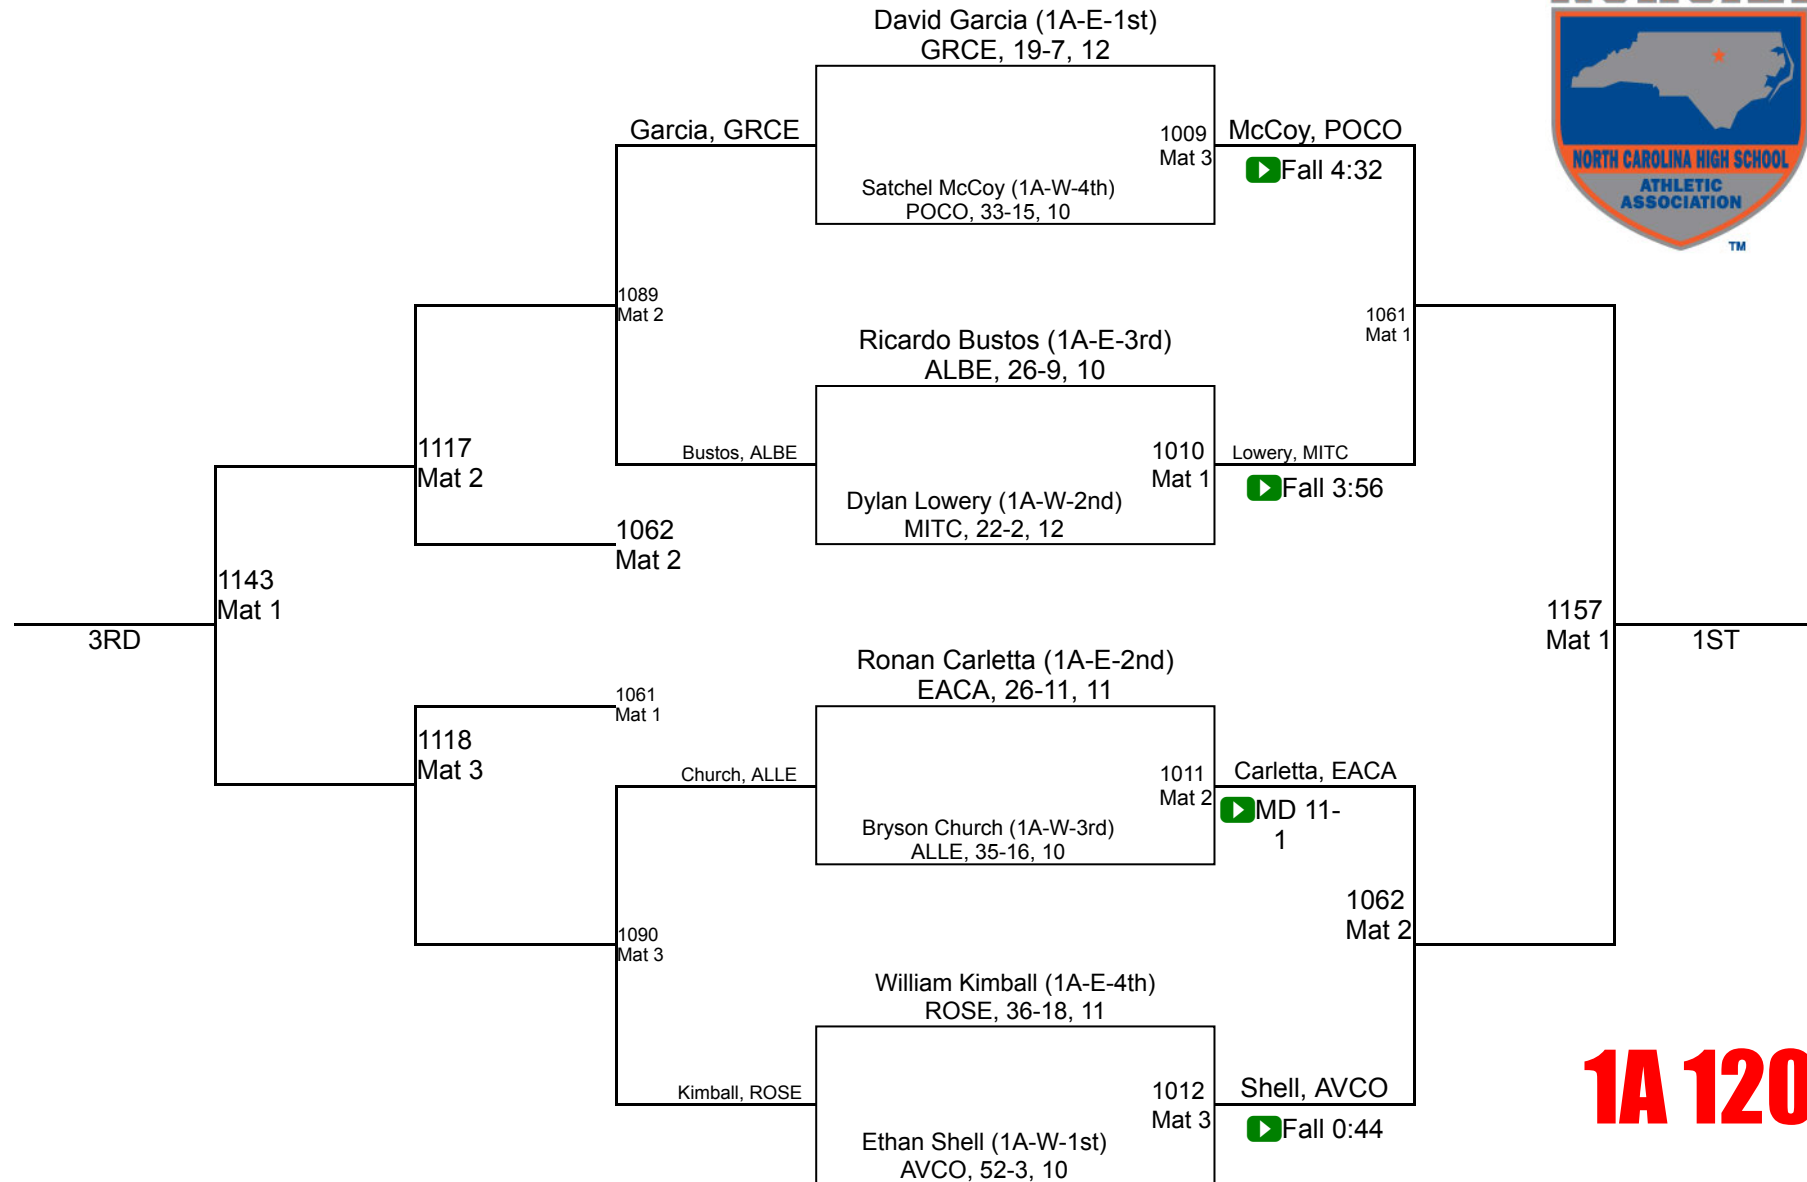 David Garcia (1A-E-1st)
GRCE, 19-7, 12
Garcia, GRCE
1009
Mat 3
McCoy, POCO
Fall 4:32
Satchel McCoy (1A-W-4th)
POCO, 33-15, 10
NORTH CAROLINA HIGH SCHOOL
ATHLETIC
ASSOCIATION
TM
1089
Mat 2
1061
Mat 1
Ricardo Bustos (1A-E-3rd)
ALBE, 26-9, 10
Bustos, ALBE
1010
Mat 1
Lowery, MITC
Fall 3:56
Dylan Lowery (1A-W-2nd)
MITC, 22-2, 12
1117
Mat 2
1062
Mat 2
1143
Mat 1
3RD
1157
Mat 1
1ST
Ronan Carletta (1A-E-2nd)
EACA, 26-11, 11
1061
Mat 1
1118
Mat 3
Church, ALLE
1011
Mat 2
Carletta, EACA
MD 11-
1
Bryson Church (1A-W-3rd)
ALLE, 35-16, 10
1062
Mat 2
1090
Mat 3
William Kimball (1A-E-4th)
ROSE, 36-18, 11
Kimball, ROSE
1012
Mat 3
Shell, AVCO
Fall 0:44
Ethan Shell (1A-W-1st)
AVCO, 52-3, 10
1A 120